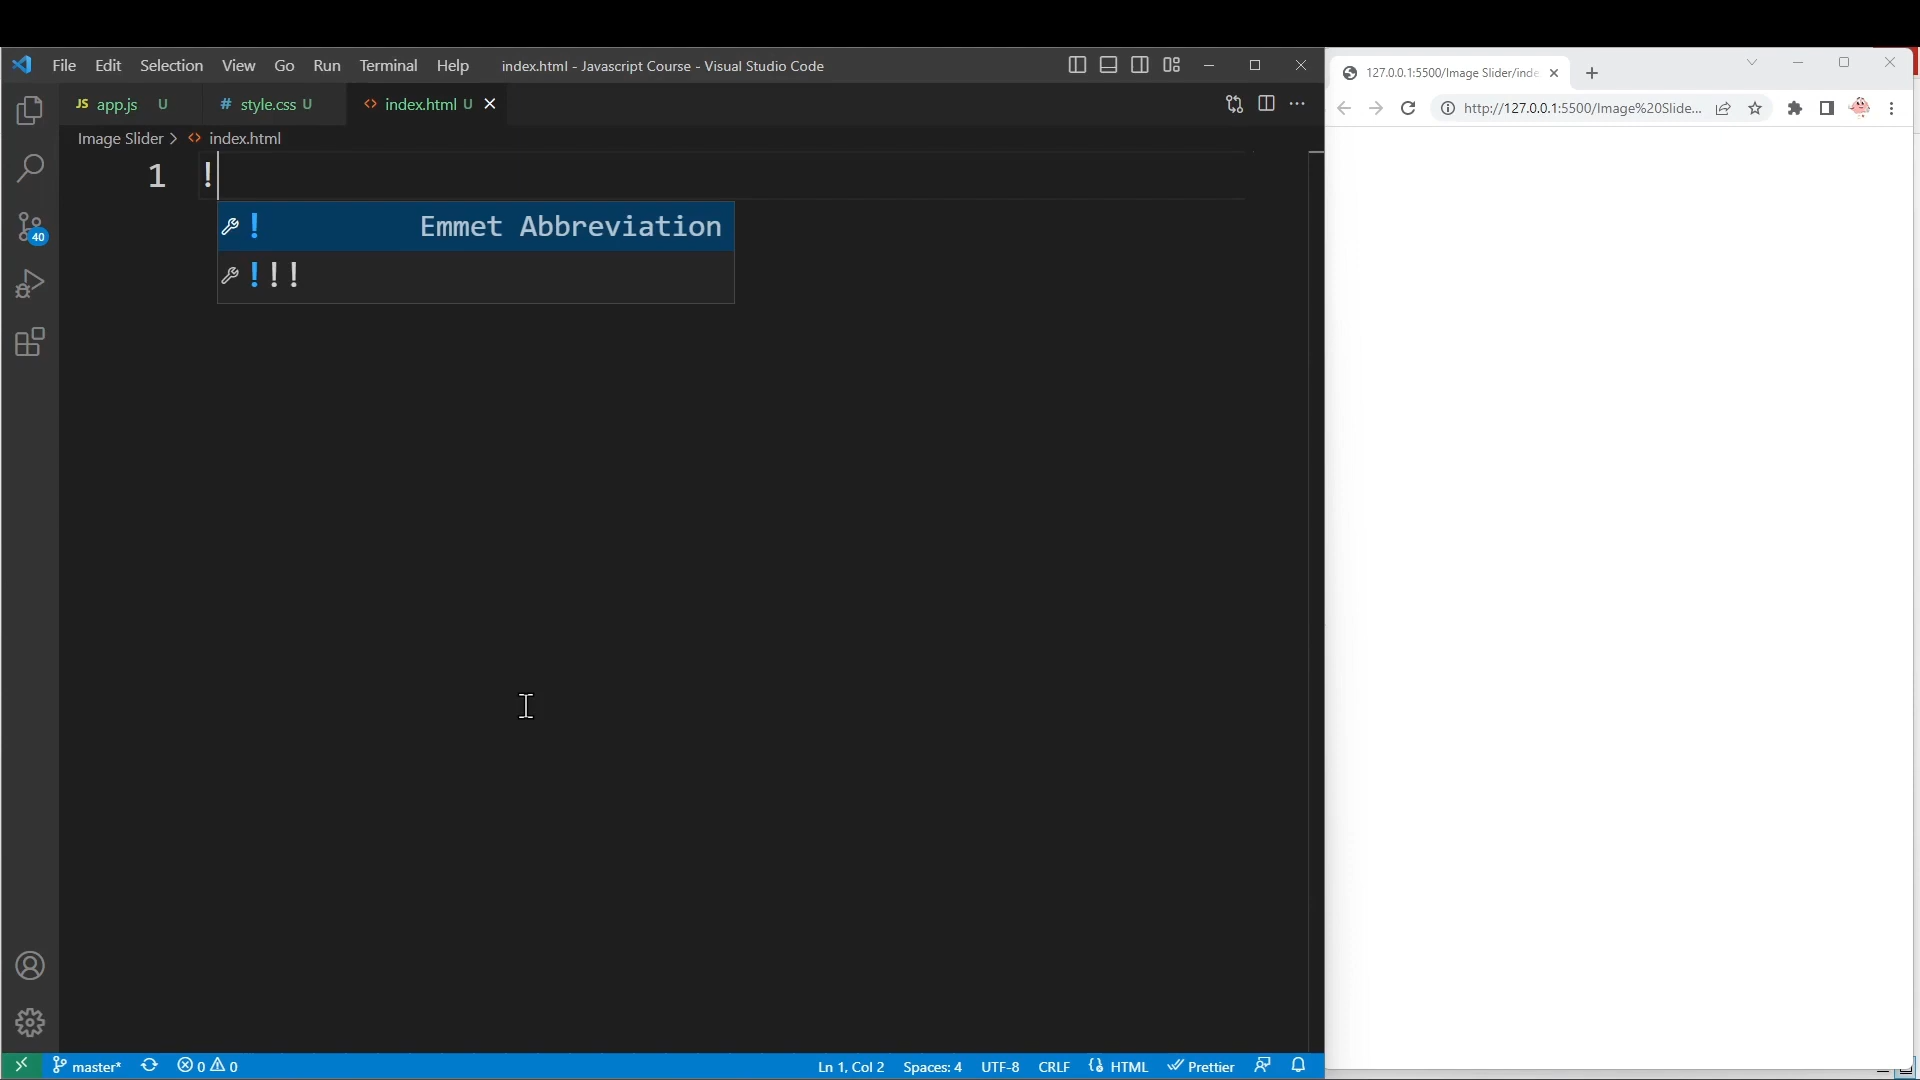 File Edit Selection View Go Run Terminal Help index.html - Javascript Course - Visual Studio Code
JS app.js U # style.css U <> index.html U
Image Slider > <> index.html
1 !
! Emmet Abbreviation
!!!
40
master* 0 0 Ln 1, Col 2 Spaces: 4 UTF-8 CRLF {} HTML Prettier
127.0.0.1:5500/Image Slider/inde
http://127.0.0.1:5500/Image%20Slide...